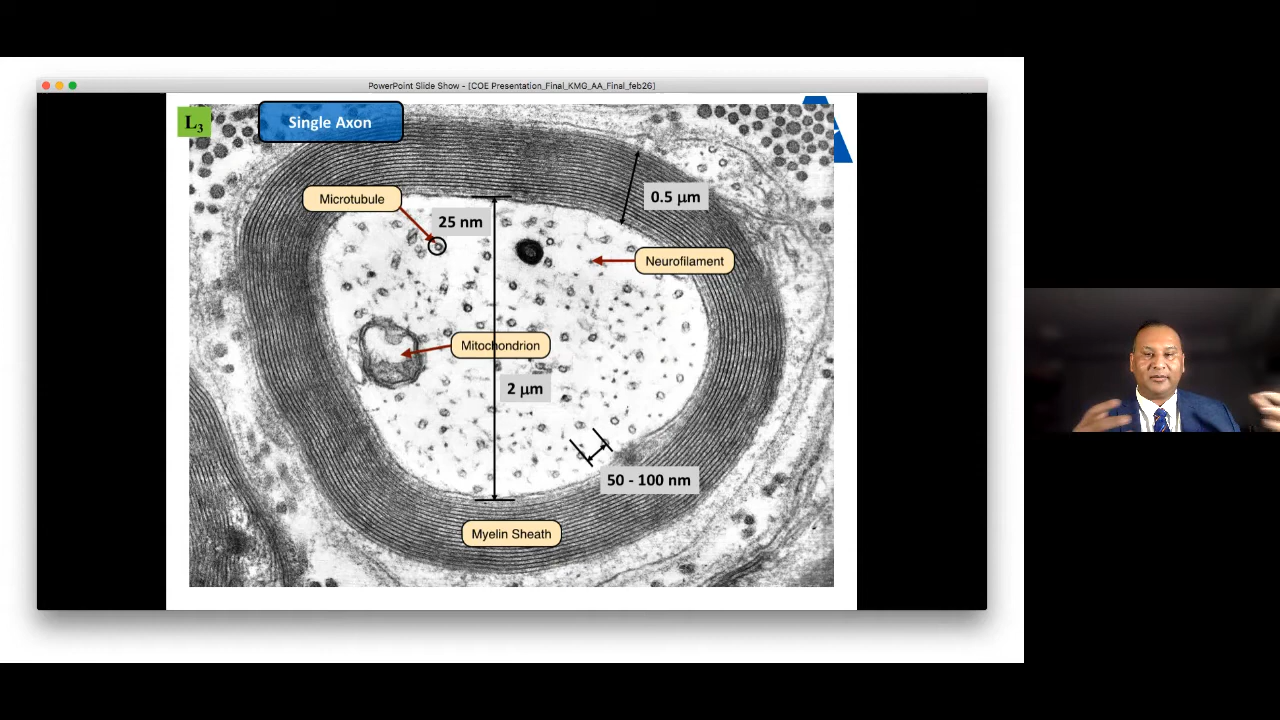 PowerPoint Slide Show - [COE Presentation_Final_KMG_AA_Final_feb26]
L3
Single Axon
Microtubule
25 nm
0.5 μm
Neurofilament
Mitochondrion
2 μm
50 - 100 nm
Myelin Sheath